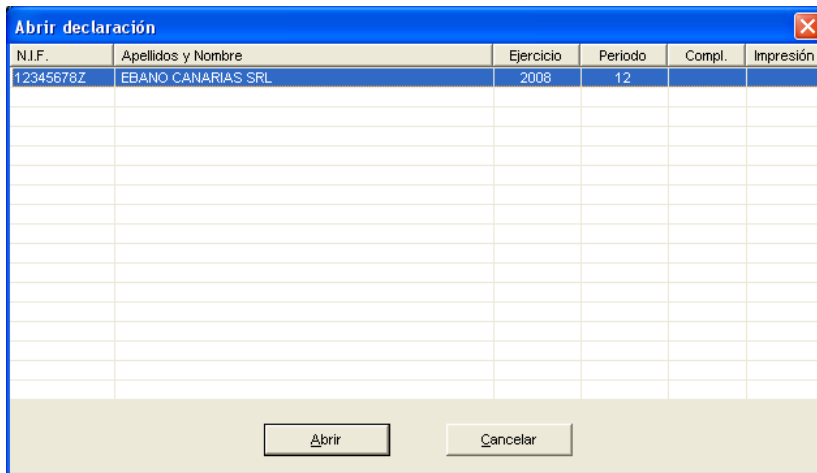 Abrir declaración
N.I.F. Apellidos y Nombre Ejercicio Periodo Compl. Impresión
12345678Z EBANO CANARIAS SRL 2008 12
Abrir Cancelar